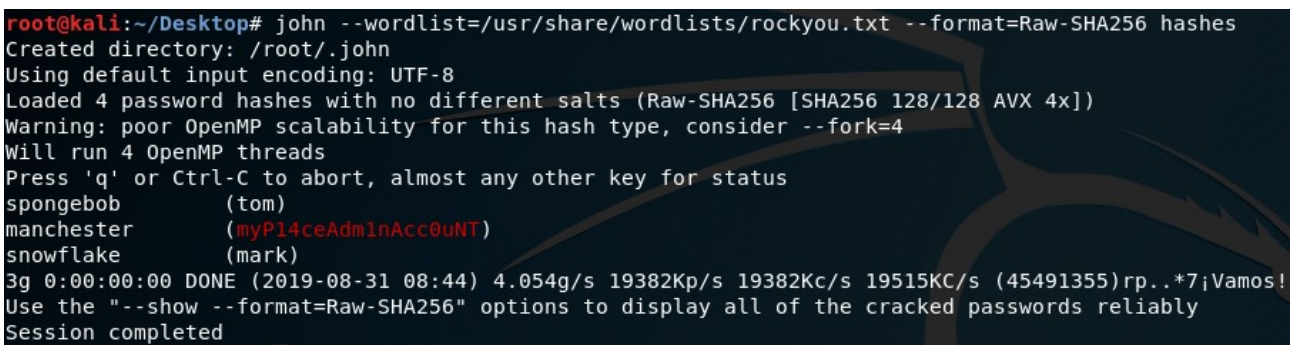 root@kali:~/Desktop# john --wordlist=/usr/share/wordlists/rockyou.txt --format=Raw-SHA256 hashes
Created directory: /root/.john
Using default input encoding: UTF-8
Loaded 4 password hashes with no different salts (Raw-SHA256 [SHA256 128/128 AVX 4x])
Warning: poor OpenMP scalability for this hash type, consider --fork=4
Will run 4 OpenMP threads
Press 'q' or Ctrl-C to abort, almost any other key for status
spongebob        (tom)
manchester       (myP14ceAdm1nAcc0uNT)
snowflake        (mark)
3g 0:00:00:00 DONE (2019-08-31 08:44) 4.054g/s 19382Kp/s 19382Kc/s 19515KC/s (45491355)rp..*7¡Vamos!
Use the "--show --format=Raw-SHA256" options to display all of the cracked passwords reliably
Session completed